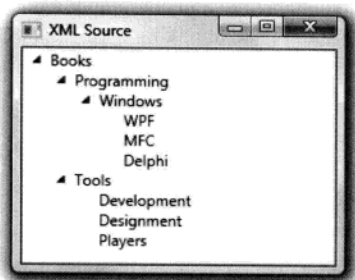 XML Source
Books
Programming
Windows
WPF
MFC
Delphi
Tools
Development
Designment
Players